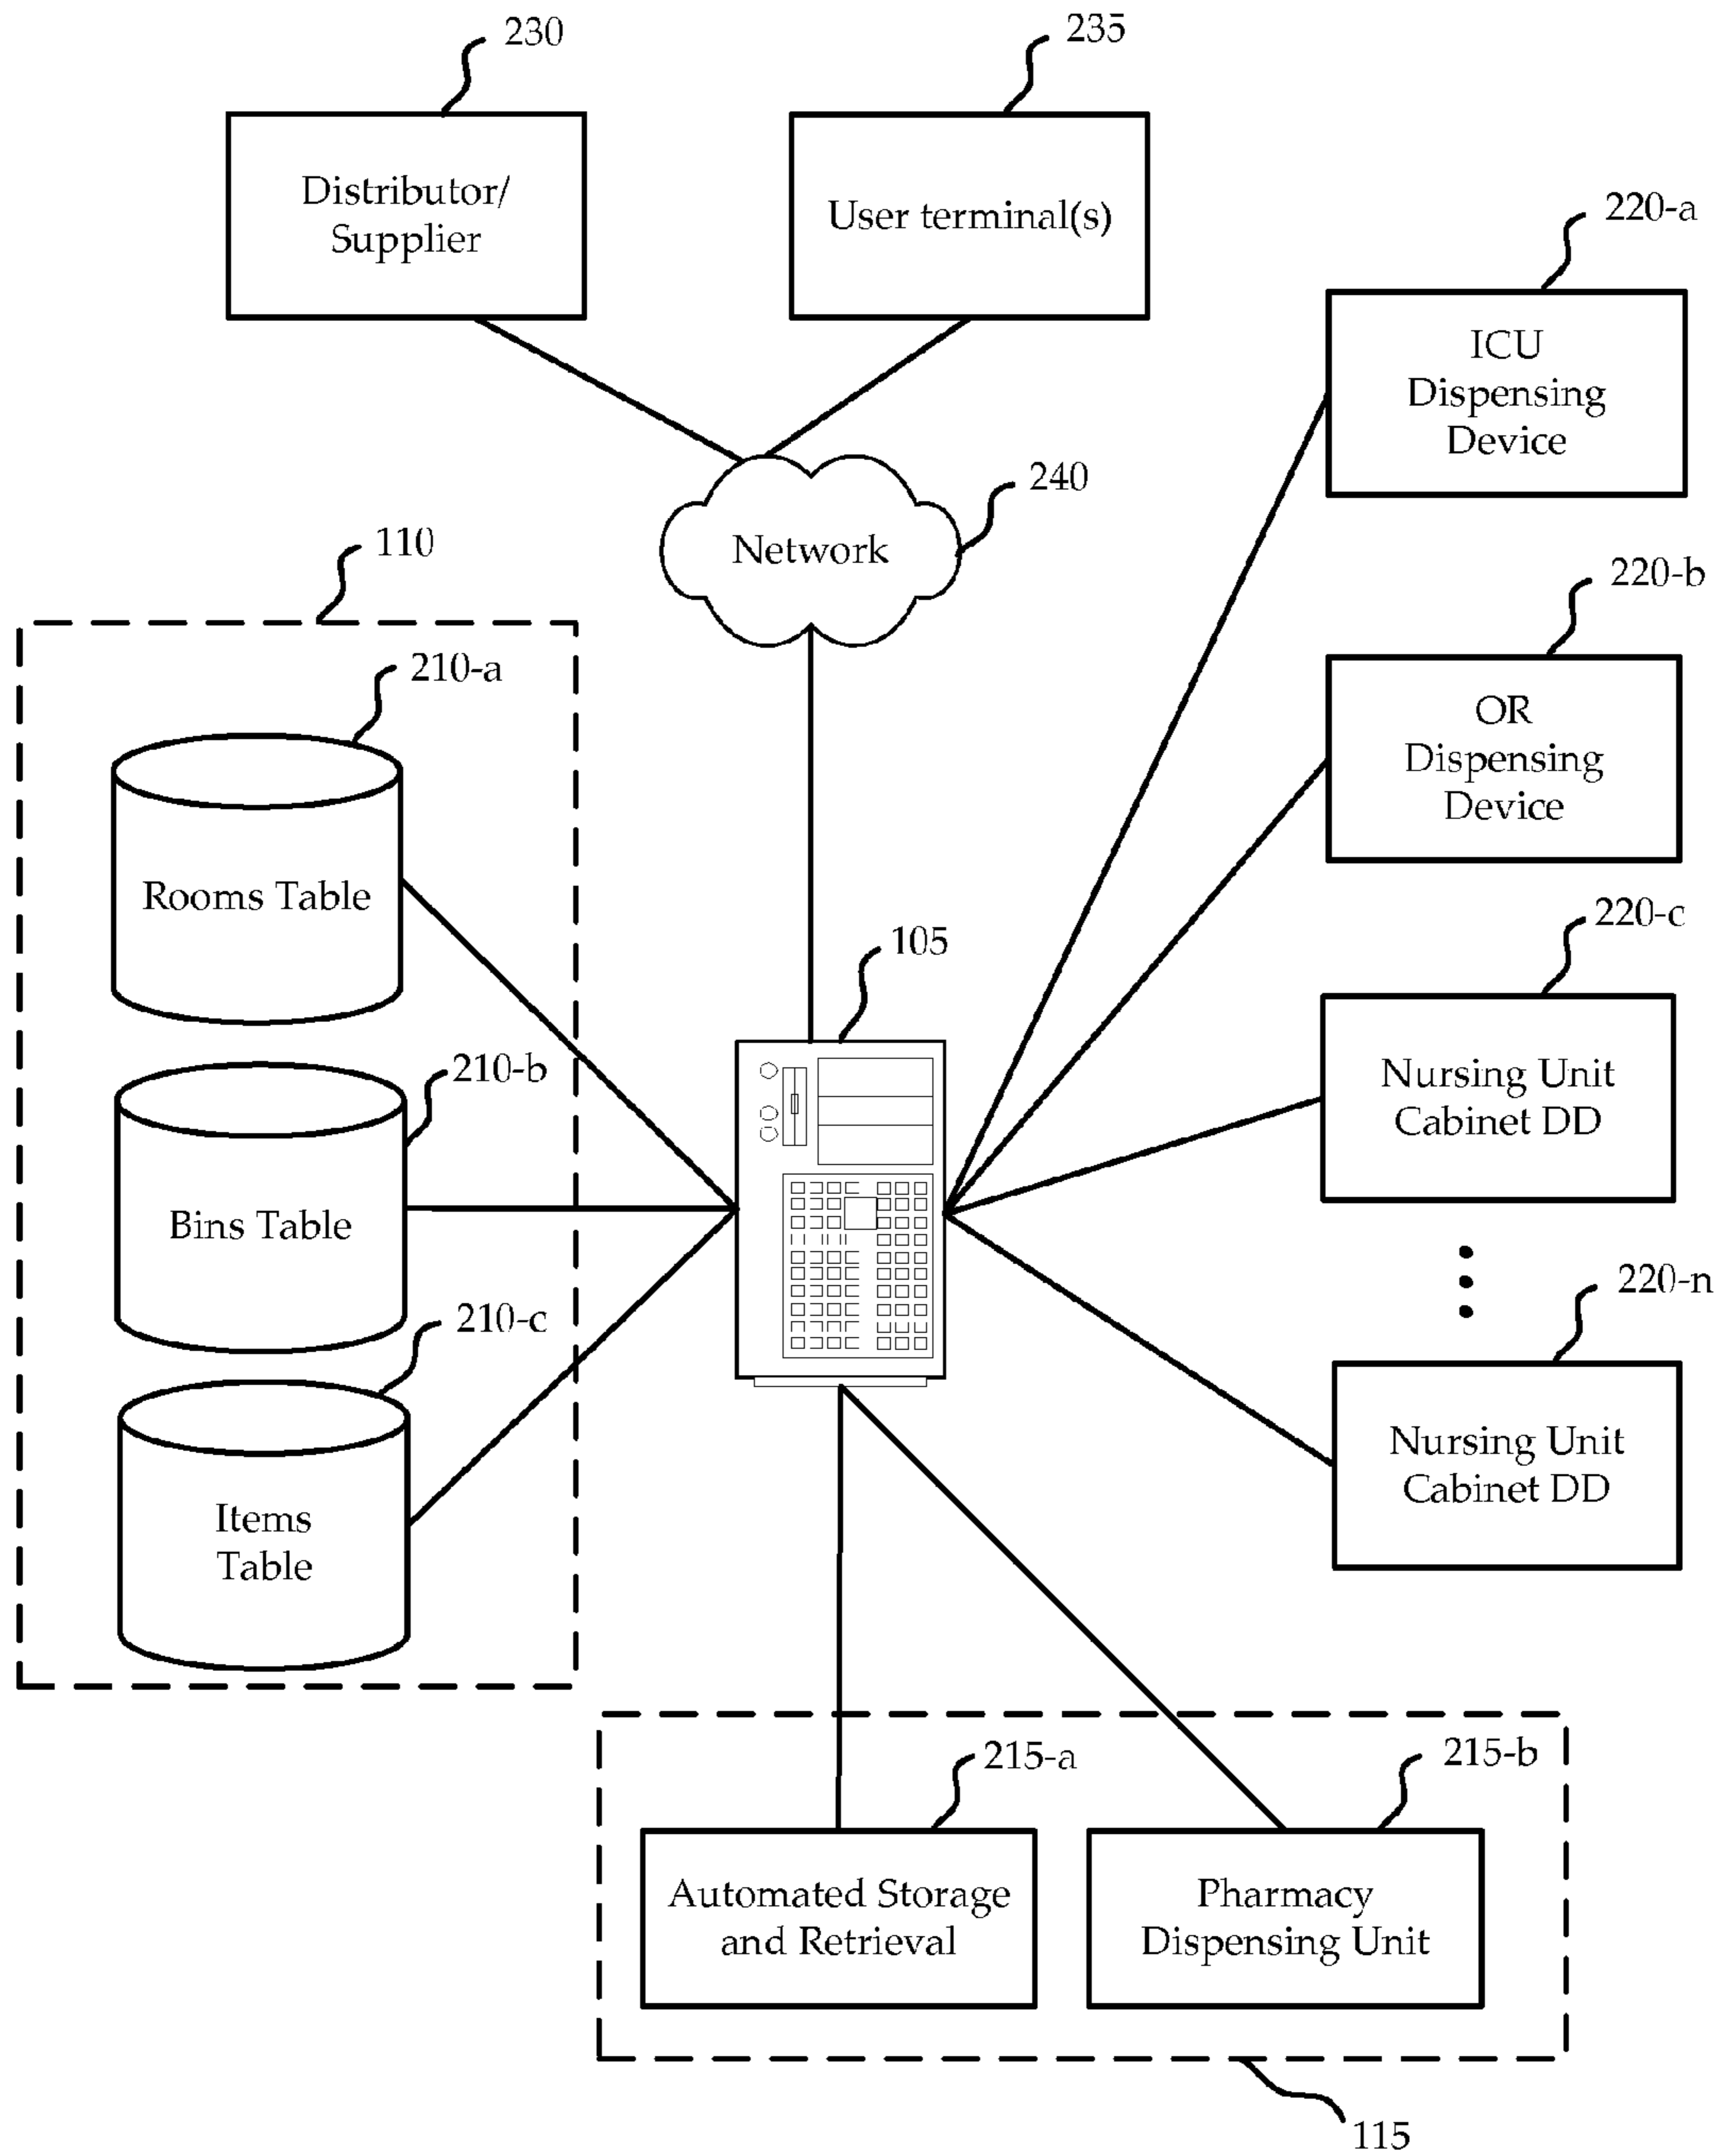 230
235
Distributor/
Supplier
User terminal(s)
220-a
ICU
Dispensing
Device
240
Network
110
220-b
210-a
OR
Dispensing
Device
Rooms Table
220-c
105
210-b
Nursing Unit
Cabinet DD
Bins Table
220-n
210-c
Nursing Unit
Cabinet DD
Items
Table
215-a
215-b
Automated Storage
and Retrieval
Pharmacy
Dispensing Unit
115